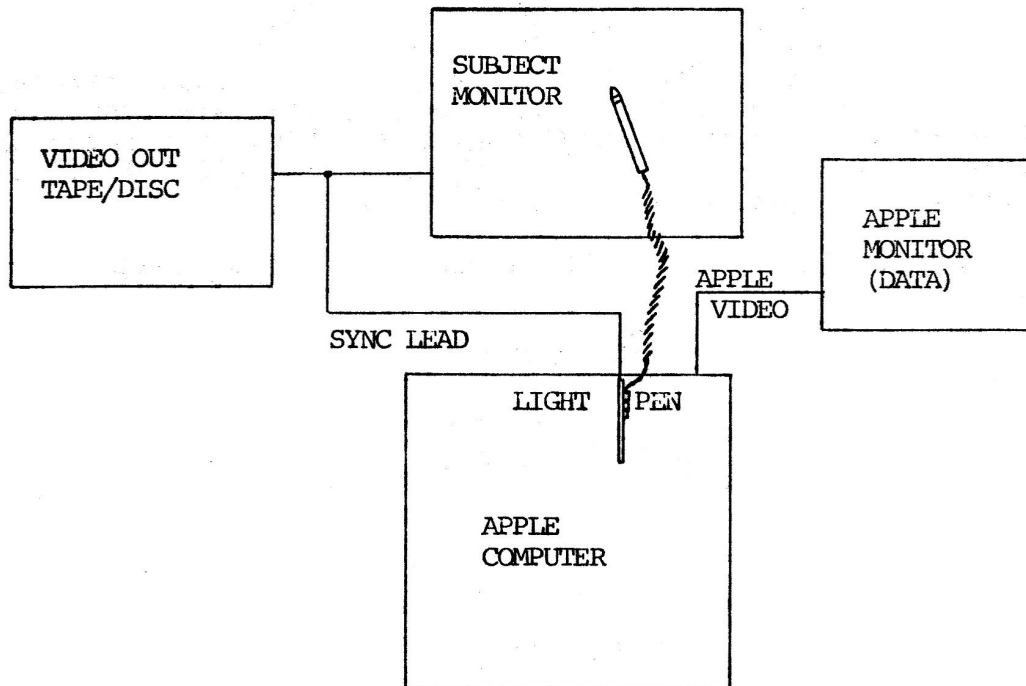 SUBJECT
MONITOR
VIDEO OUT
TAPE/DISC
APPLE
MONITOR
(DATA)
APPLE
VIDEO
SYNC LEAD
LIGHT PEN
APPLE
COMPUTER